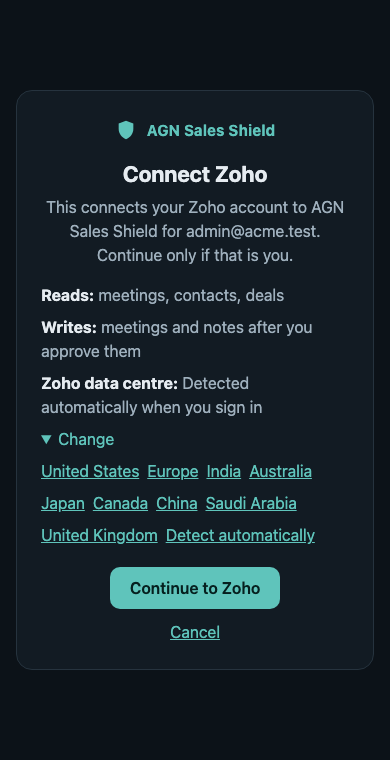 AGN Sales Shield
Connect Zoho
This connects your Zoho account to AGN
Sales Shield for admin@acme.test.
Continue only if that is you.
Reads: meetings, contacts, deals
Writes: meetings and notes after you
approve them
Zoho data centre: Detected
automatically when you sign in
Change
United States Europe India Australia
Japan Canada China Saudi Arabia
United Kingdom Detect automatically
Continue to Zoho
Cancel